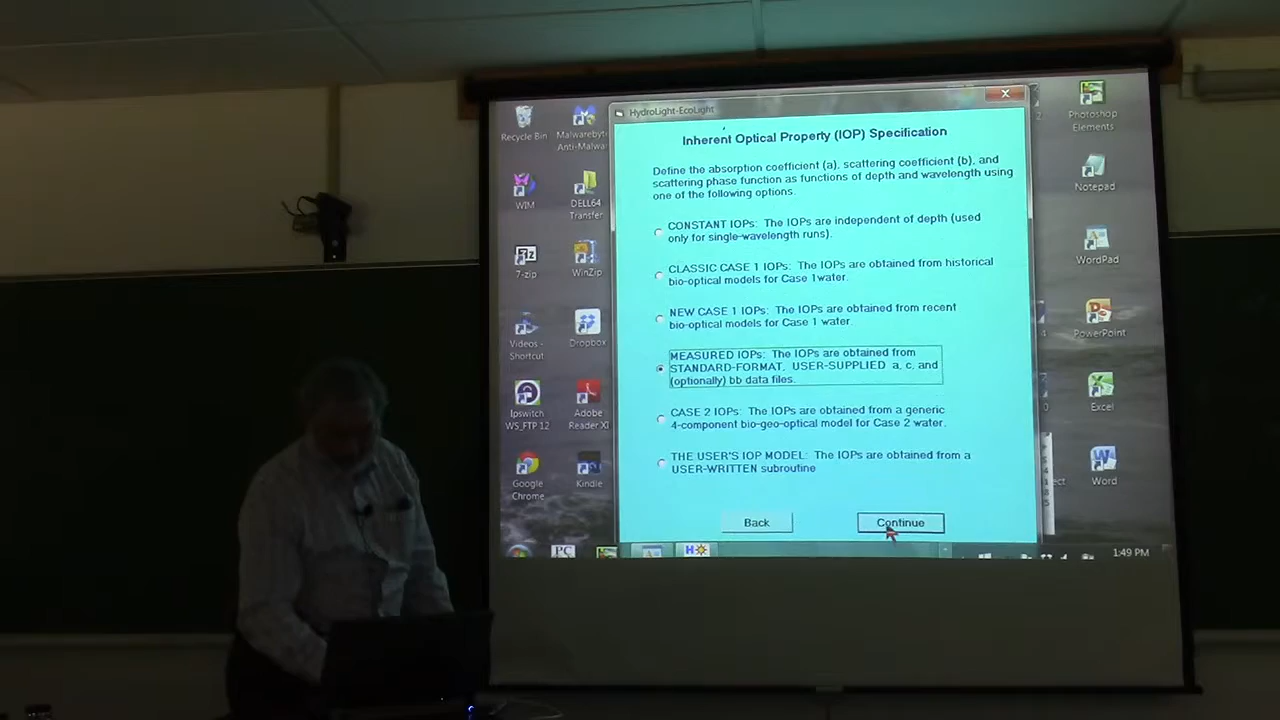 HydroLight-EcoLight
Inherent Optical Property (IOP) Specification
Define the absorption coefficient (a), scattering coefficient (b), and
scattering phase function as functions of depth and wavelength using
one of the following options.
CONSTANT IOPs: The IOPs are independent of depth (used
only for single-wavelength runs).
CLASSIC CASE 1 IOPs: The IOPs are obtained from historical
bio-optical models for Case 1water.
NEW CASE 1 IOPs: The IOPs are obtained from recent
bio-optical models for Case 1 water.
MEASURED IOPs: The IOPs are obtained from
STANDARD-FORMAT, USER-SUPPLIED a, c, and
(optionally) bb data files.
CASE 2 IOPs: The IOPs are obtained from a generic
4-component bio-geo-optical model for Case 2 water.
THE USER'S IOP MODEL: The IOPs are obtained from a
USER-WRITTEN subroutine
Back
Continue
Recycle Bin
Malwareby
Anti-Malwa
WIM
DELL64
Transfer
7-zip
WinZip
Videos -
Shortcut
Dropbox
Ipswitch
WS_FTP 12
Adobe
Reader XI
Google
Chrome
Kindle
Photoshop
Elements
Notepad
WordPad
PowerPoint
Excel
Word
PC
1:49 PM